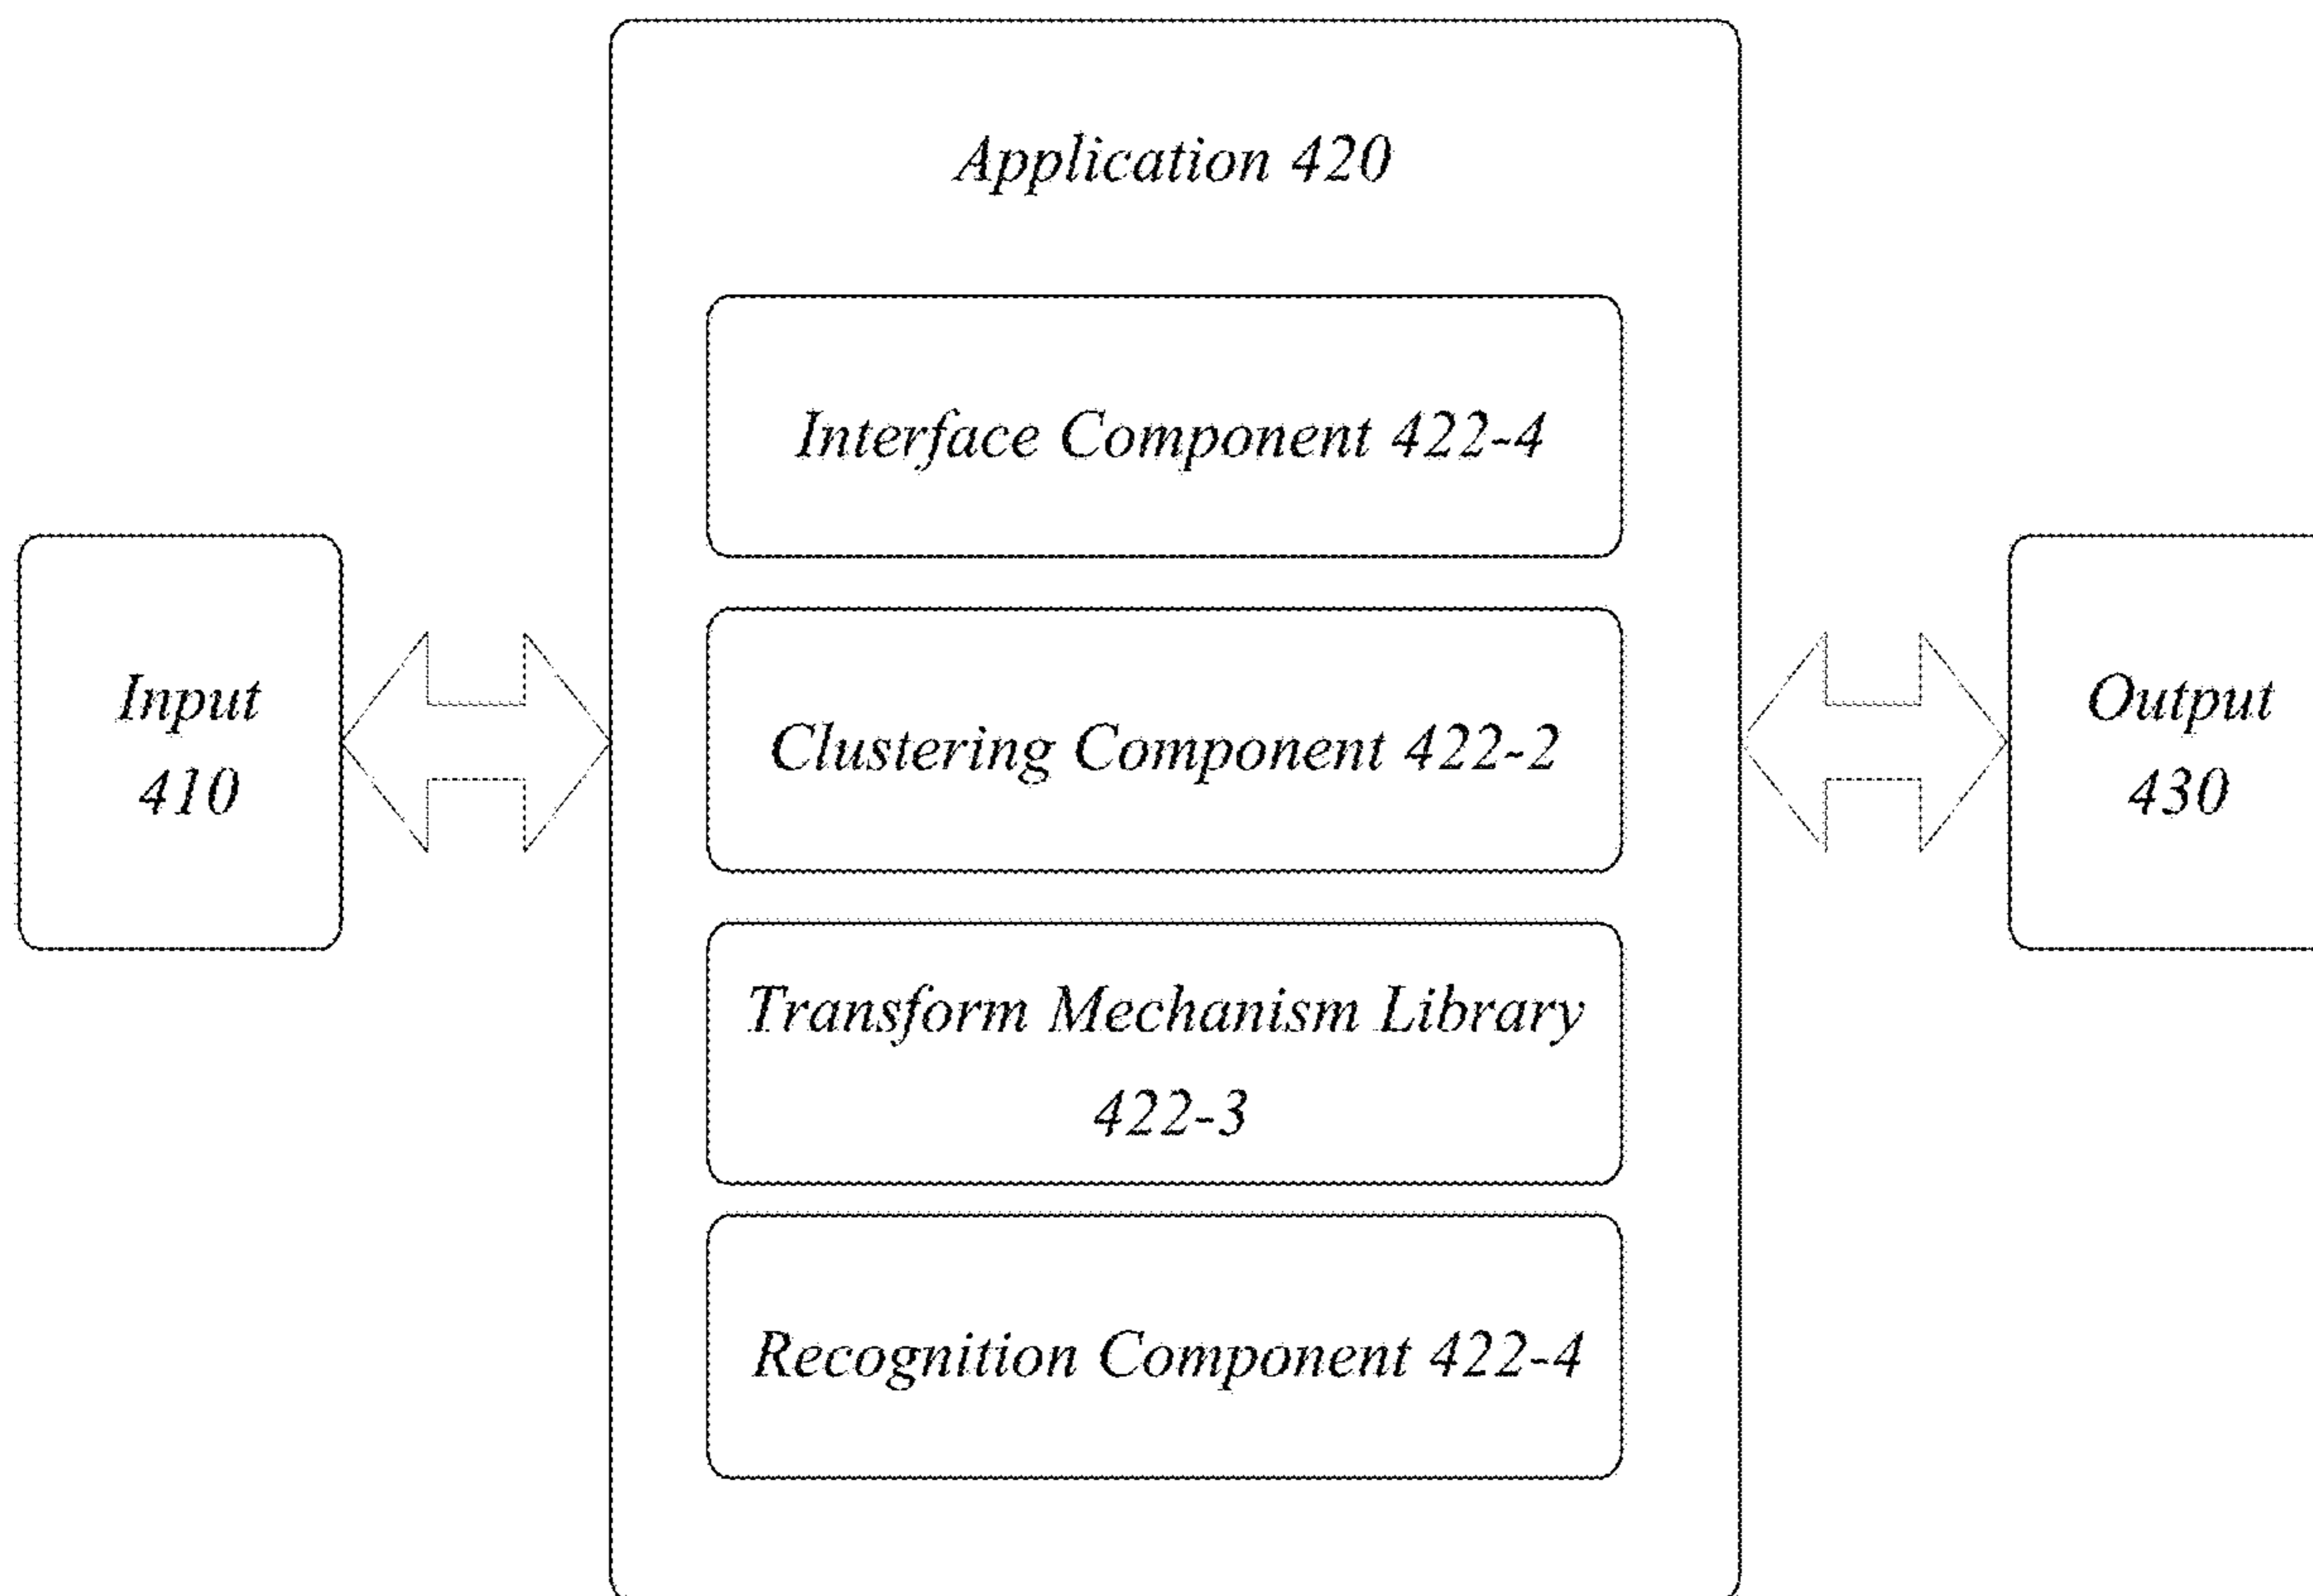 Application 420
Interface Component 422-4
Input
410
Clustering Component 422-2
Output
430
Transform Mechanism Library
422-3
Recognition Component 422-4